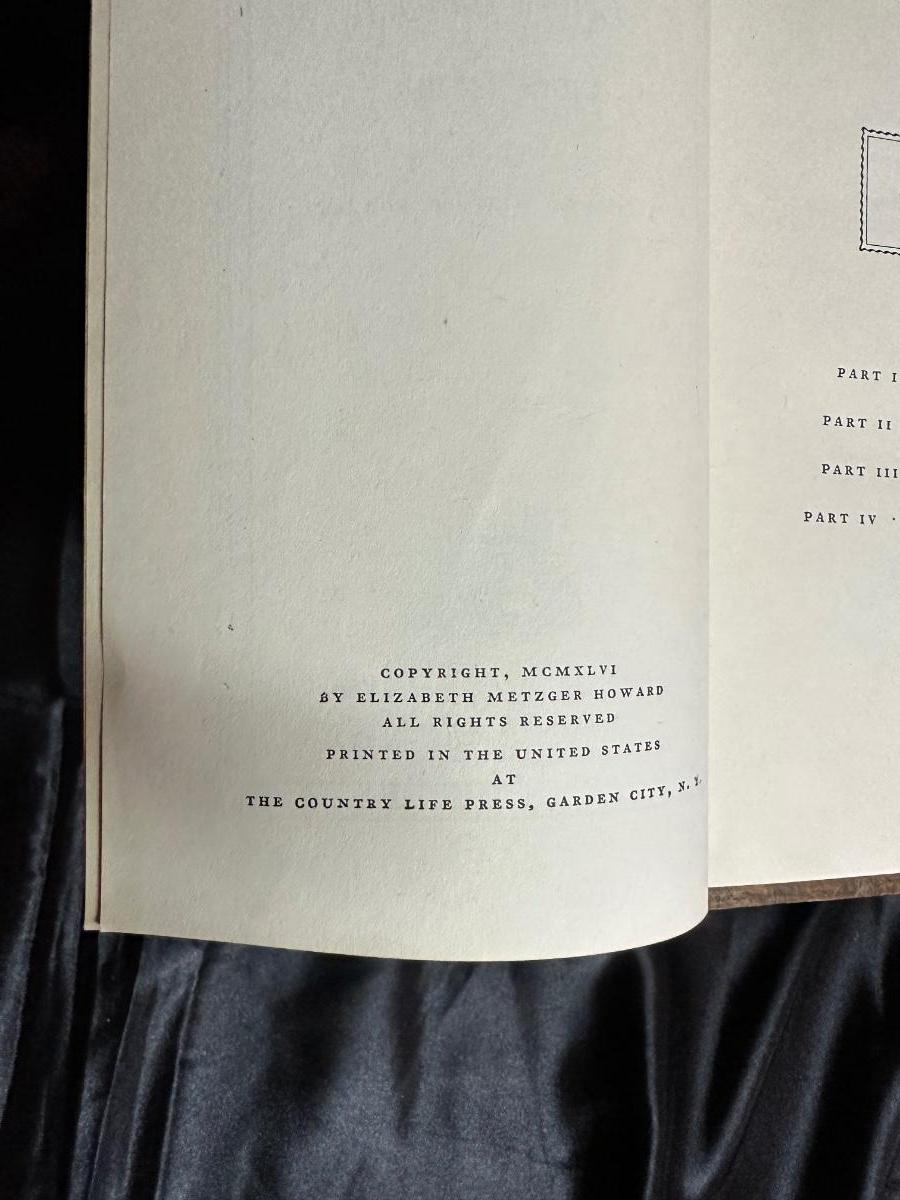 COPYRIGHT, MCMXLVI
BY ELIZABETH METZGER HOWARD
ALL RIGHTS RESERVED
PRINTED IN THE UNITED STATES
AT
THE COUNTRY LIFE PRESS, GARDEN CITY, N. Y.
PART I
PART II
PART III
PART IV ·